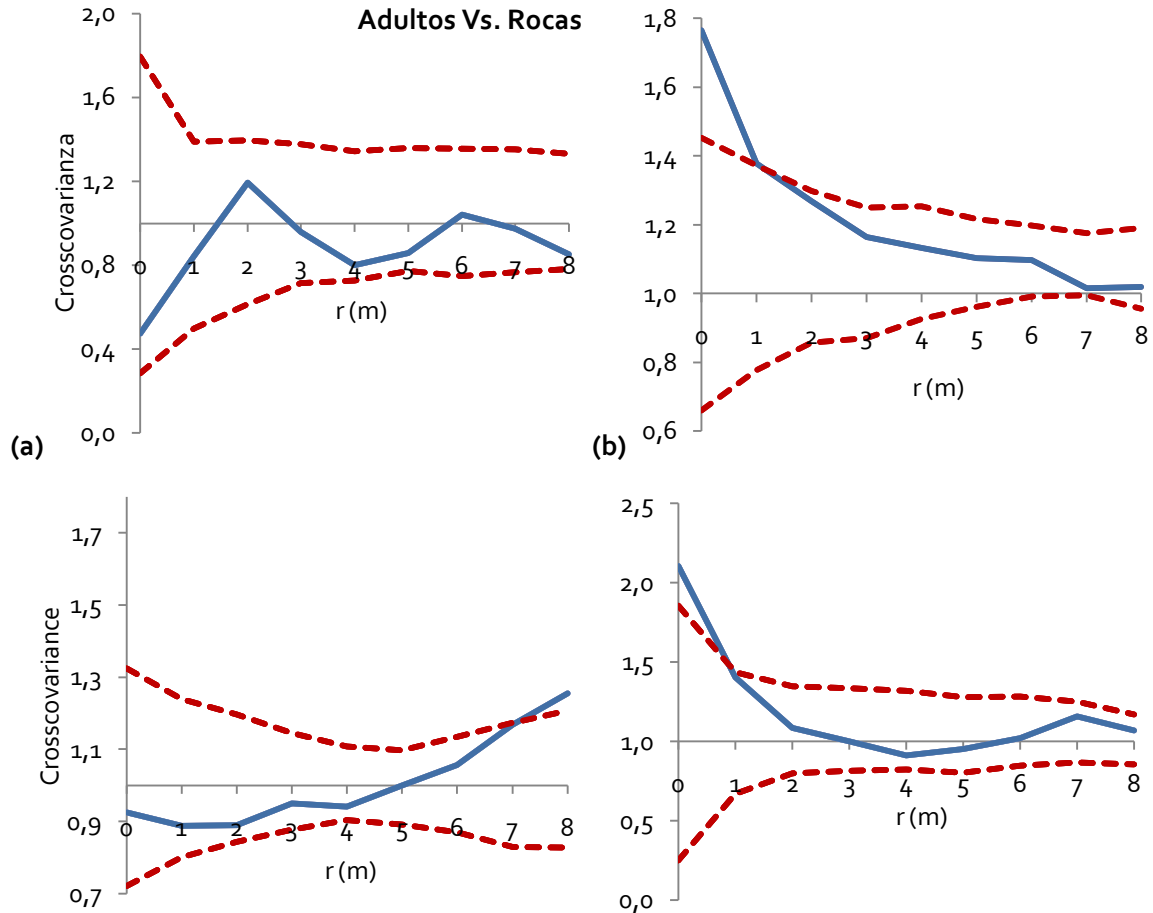 Adultos Vs. Rocas
Crosscovarianza
2,0
1,6
1,2
0,8
0,4
0,0
0 1 2 3 4 5 6 7 8
r (m)
(a)
1,8
1,6
1,4
1,2
1,0
0,8
0,6
0 1 2 3 4 5 6 7 8
r (m)
(b)
Crosscovariance
1,7
1,5
1,3
1,1
0,9
0,7
0 1 2 3 4 5 6 7 8
r (m)
2,5
2,0
1,5
1,0
0,5
0,0
0 1 2 3 4 5 6 7 8
r (m)